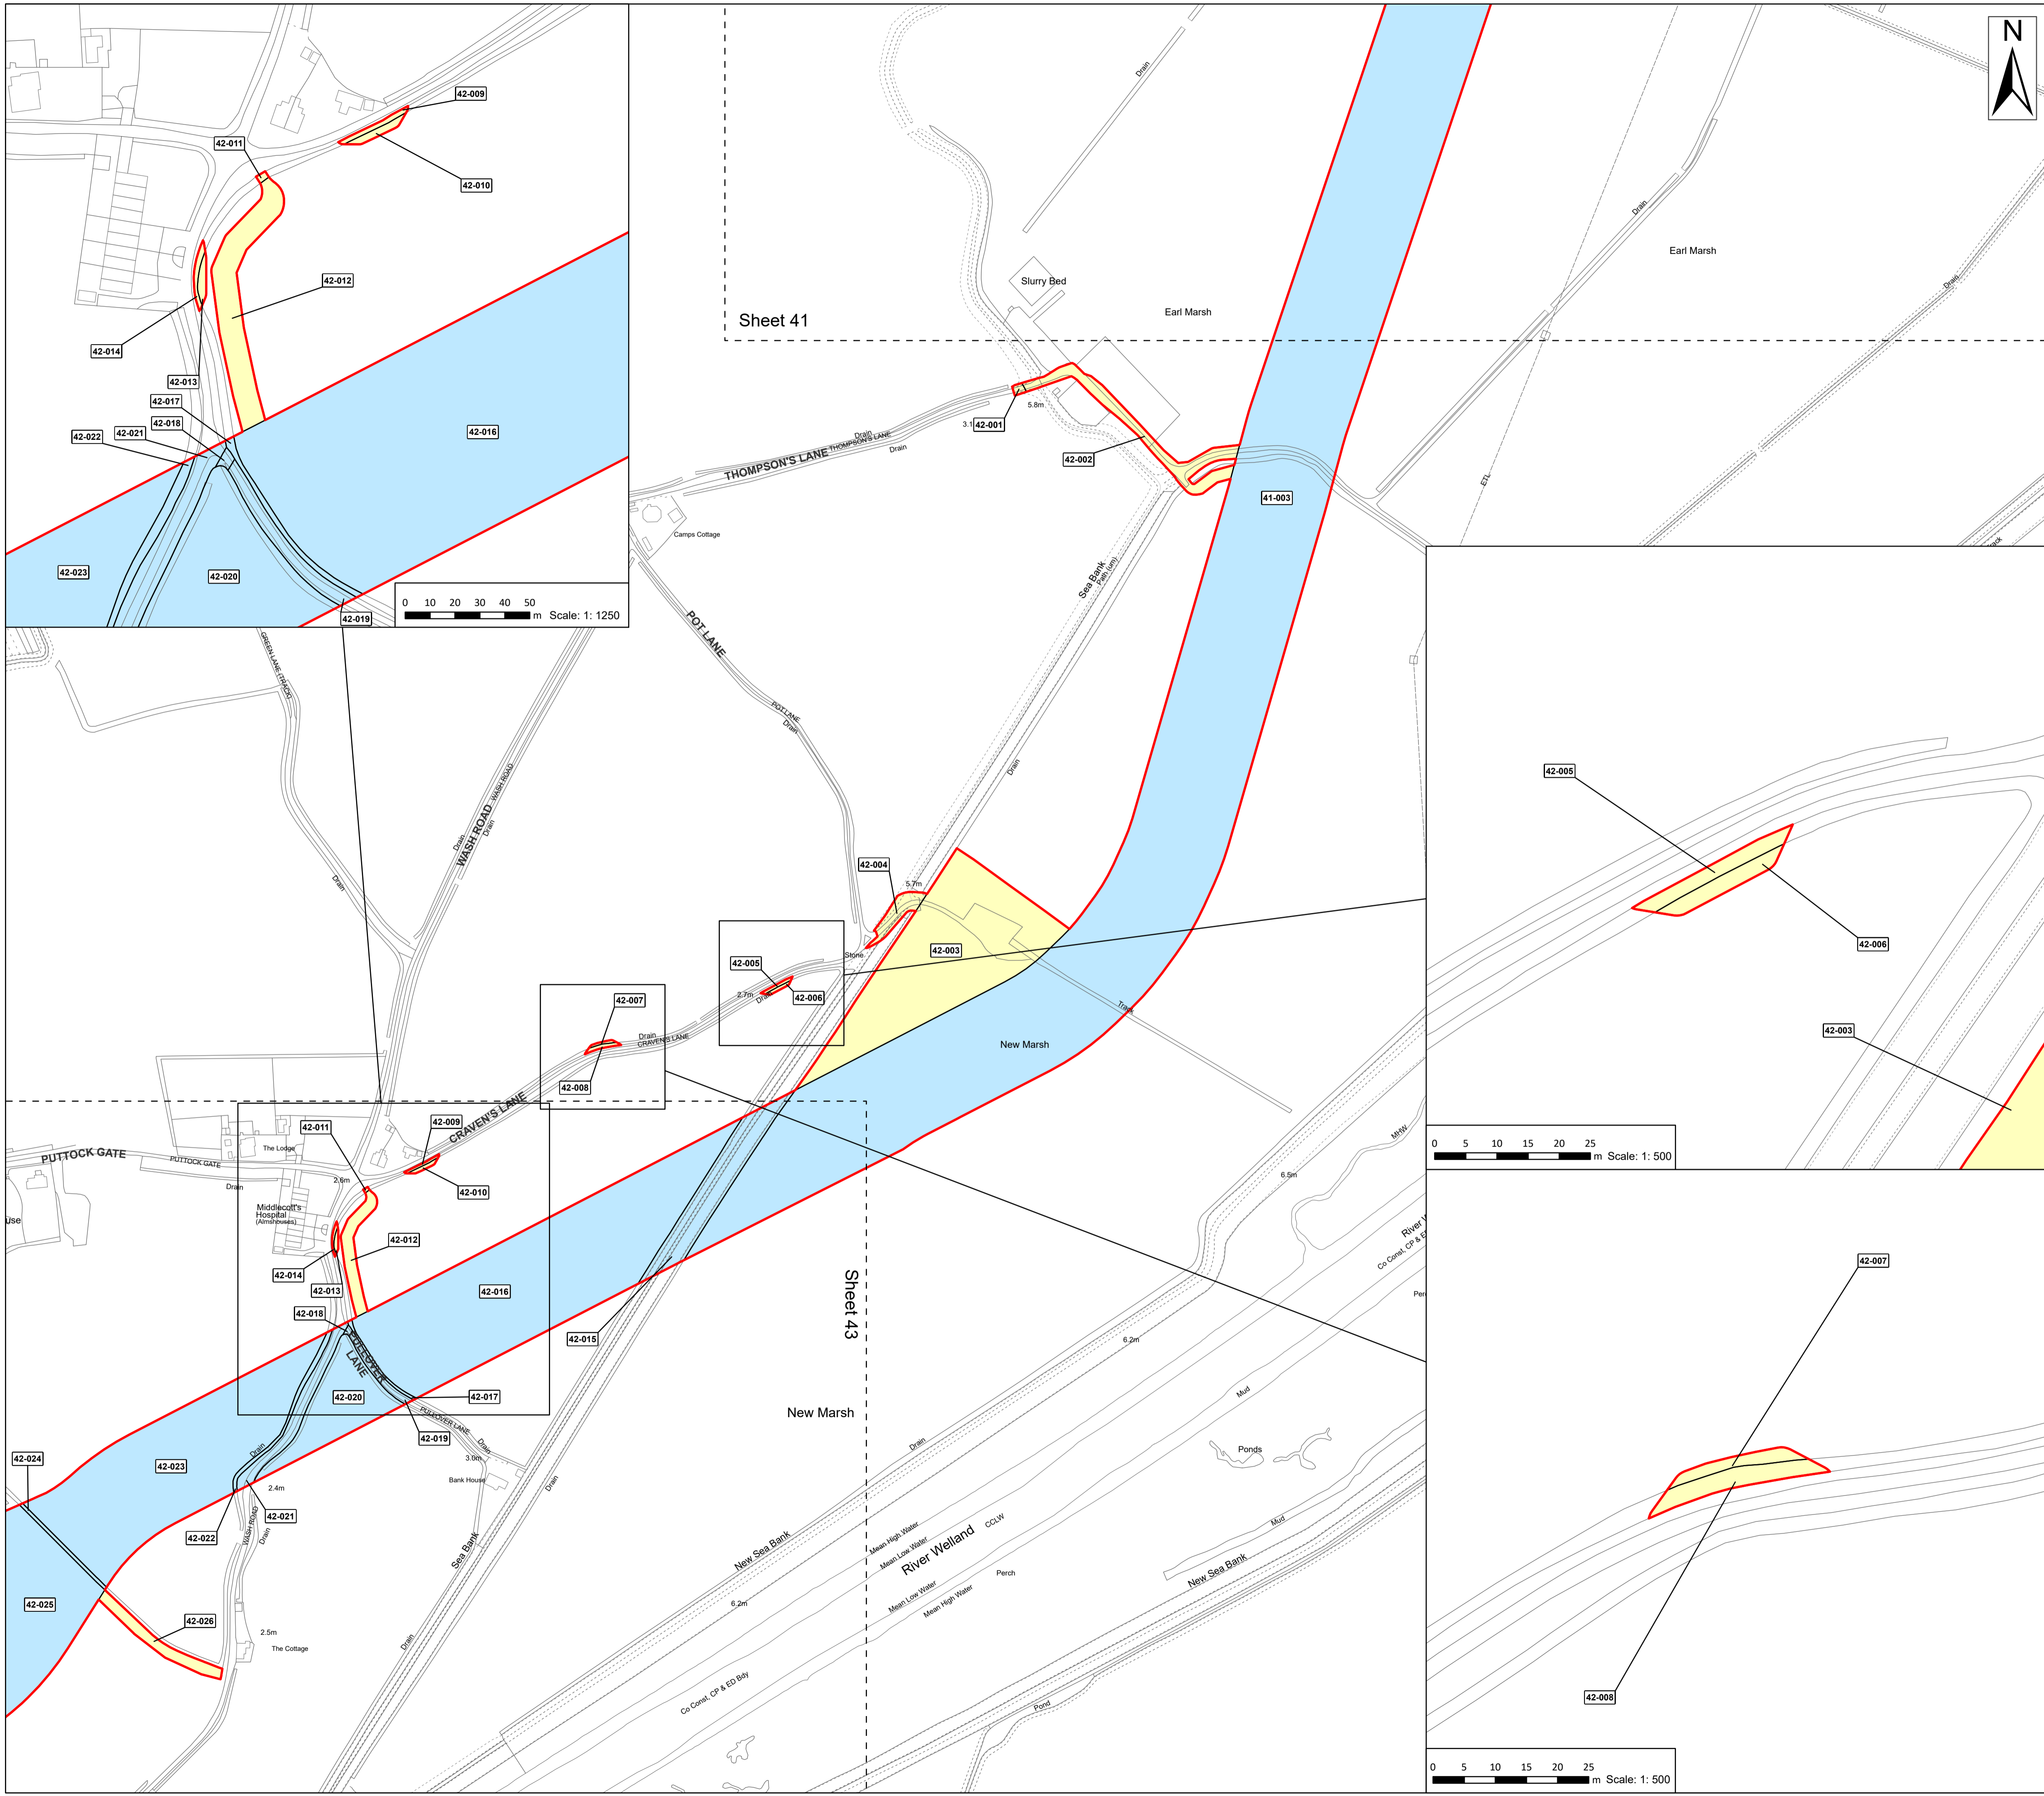 42-009
42-011
42-010
42-012
42-014
42-013
42-017
42-018
42-021
42-022
42-016
42-023
42-020
42-019
0 10 20 30 40 50
m Scale: 1: 1250
N
Drain
Drain
Earl Marsh
Slurry Bed
Drain
Earl Marsh
Sheet 41
5.8m
42-001
Drain
THOMPSON'S LANE
THOMPSON'S LANE
Drain
42-002
ETL
41-003
Camps Cottage
Sea Bank
Path (um)
POT LANE
GREEN LANE (TRACK)
POT LANE
Drain
Drain
WASH ROAD
WASH ROAD
Drain
Drain
Drain
42-004
5.7m
42-003
Stone
42-005
42-006
2.7m
42-007
Drain
CRAVEN'S LANE
42-008
Track
New Marsh
CRAVEN'S LANE
42-009
42-011
42-010
The Lodge
PUTTOCK GATE
PUTTOCK GATE
Drain
2.6m
Middlecott's
Hospital
(Almshouses)
42-012
42-014
42-013
42-018
42-016
42-015
Sheet 43
PULLOVER
LANE
42-020
42-017
PULLOVER LANE
42-019
Drain
3.0m
Bank House
Drain
New Marsh
Drain
42-024
42-023
2.4m
42-021
42-022
WASH ROAD
Drain
Sea Bank
42-025
42-026
2.5m
The Cottage
Drain
MHW
6.5m
6.2m
Mud
Drain
Ponds
New Sea Bank
Mean High Water
Mean Low Water
River Welland
CCLW
Mud
Perch
New Sea Bank
Mean Low Water
Mean High Water
6.2m
Co Const, CP & ED Bdy
Pond
42-005
42-006
42-003
0 5 10 15 20 25
m Scale: 1: 500
42-007
42-008
0 5 10 15 20 25
m Scale: 1: 500